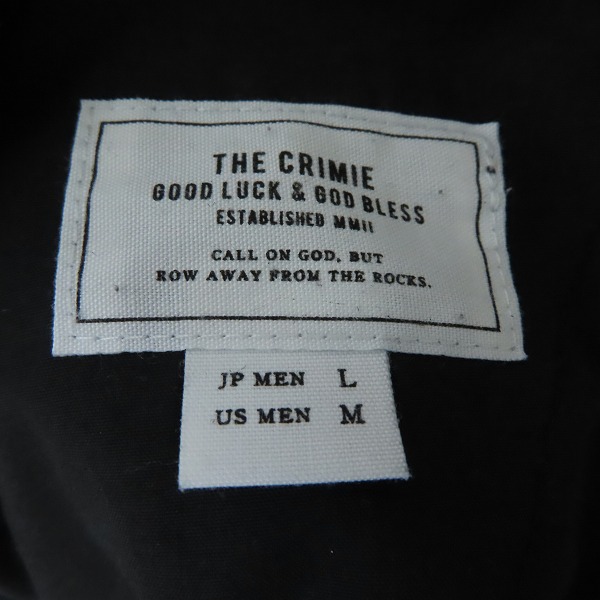 THE CRIMIE
GOOD LUCK & GOD BLESS
ESTABLISHED MMII
CALL ON GOD, BUT
ROW AWAY FROM THE ROCKS.
JP MEN L
US MEN M